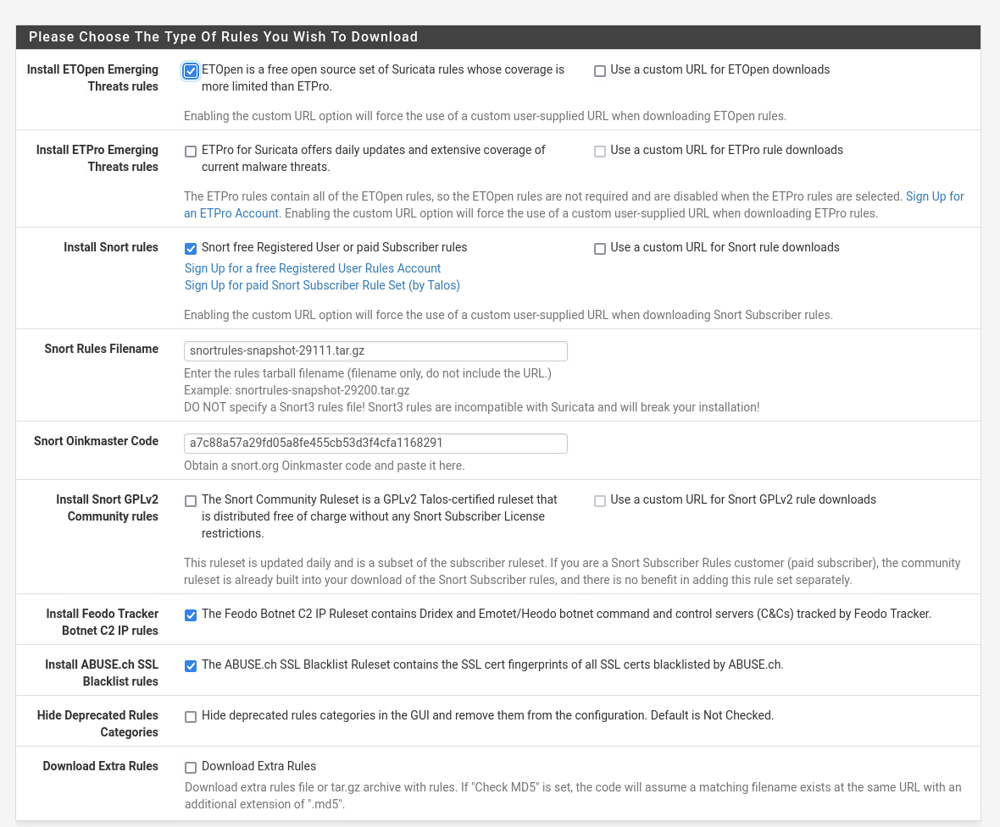 Please Choose The Type Of Rules You Wish To Download
Install ETOpen Emerging
Threats rules
ETOpen is a free open source set of Suricata rules whose coverage is
more limited than ETPro.
Use a custom URL for ETOpen downloads
Enabling the custom URL option will force the use of a custom user-supplied URL when downloading ETOpen rules.
Install ETPro Emerging
Threats rules
ETPro for Suricata offers daily updates and extensive coverage of
current malware threats.
Use a custom URL for ETPro rule downloads
The ETPro rules contain all of the ETOpen rules, so the ETOpen rules are not required and are disabled when the ETPro rules are selected. Sign Up for
an ETPro Account. Enabling the custom URL option will force the use of a custom user-supplied URL when downloading ETPro rules.
Install Snort rules
Snort free Registered User or paid Subscriber rules
Use a custom URL for Snort rule downloads
Sign Up for a free Registered User Rules Account
Sign Up for paid Snort Subscriber Rule Set (by Talos)
Enabling the custom URL option will force the use of a custom user-supplied URL when downloading Snort Subscriber rules.
Snort Rules Filename
snortrules-snapshot-29111.tar.gz
Enter the rules tarball filename (filename only, do not include the URL.)
Example: snortrules-snapshot-29200.tar.gz
DO NOT specify a Snort3 rules file! Snort3 rules are incompatible with Suricata and will break your installation!
Snort Oinkmaster Code
a7c88a57a29fd05a8fe455cb53d3f4cfa1168291
Obtain a snort.org Oinkmaster code and paste it here.
Install Snort GPLv2
Community rules
The Snort Community Ruleset is a GPLv2 Talos-certified ruleset that
is distributed free of charge without any Snort Subscriber License
restrictions.
Use a custom URL for Snort GPLv2 rule downloads
This ruleset is updated daily and is a subset of the subscriber ruleset. If you are a Snort Subscriber Rules customer (paid subscriber), the community
ruleset is already built into your download of the Snort Subscriber rules, and there is no benefit in adding this rule set separately.
Install Feodo Tracker
Botnet C2 IP rules
The Feodo Botnet C2 IP Ruleset contains Dridex and Emotet/Heodo botnet command and control servers (C&Cs) tracked by Feodo Tracker.
Install ABUSE.ch SSL
Blacklist rules
The ABUSE.ch SSL Blacklist Ruleset contains the SSL cert fingerprints of all SSL certs blacklisted by ABUSE.ch.
Hide Deprecated Rules
Categories
Hide deprecated rules categories in the GUI and remove them from the configuration. Default is Not Checked.
Download Extra Rules
Download Extra Rules
Download extra rules file or tar.gz archive with rules. If "Check MD5" is set, the code will assume a matching filename exists at the same URL with an
additional extension of ".md5".